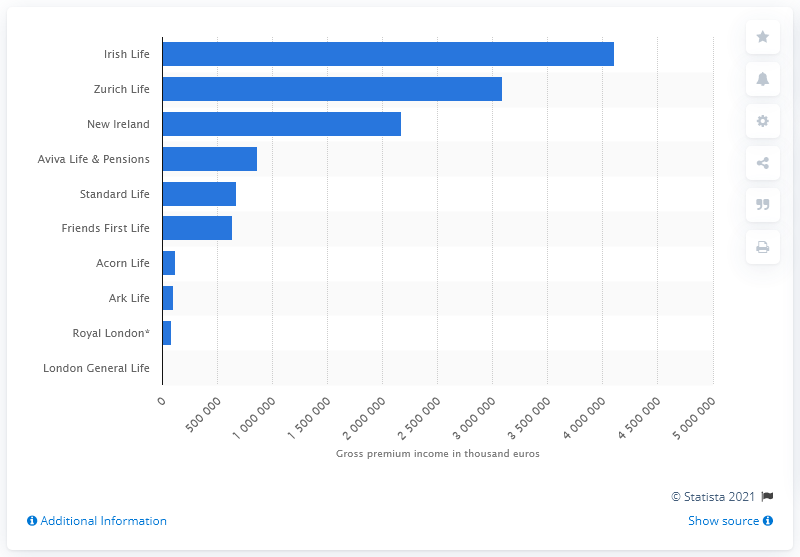 Irish Life
Zurich Life
New Ireland
Aviva Life & Pensions
Standard Life
Friends First Life
Acorn Life
Ark Life
Royal London*
London General Life
0
500 000
1 000 000
1 500 000
2 000 000
2 500 000
3 000 000
3 500 000
4 000 000
4 500 000
5 000 000
Gross premium income in thousand euros
© Statista 2021
Additional Information
Show source